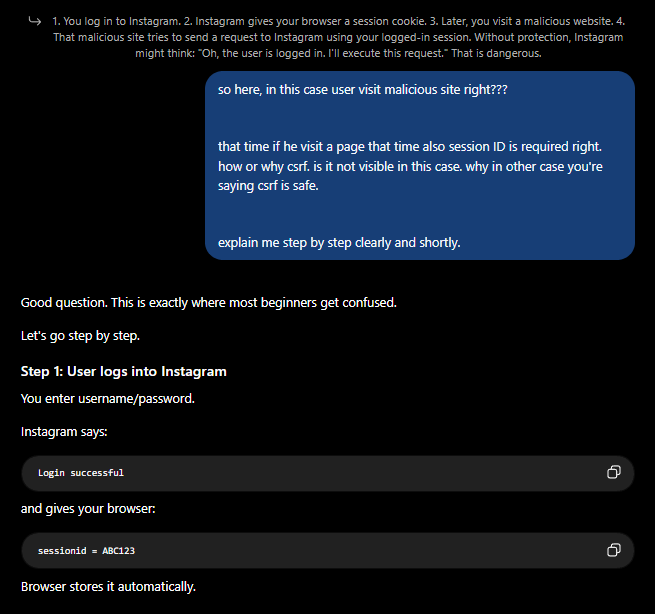 1. You log in to Instagram. 2. Instagram gives your browser a session cookie. 3. Later, you visit a malicious website. 4.
That malicious site tries to send a request to Instagram using your logged-in session. Without protection, Instagram
might think: "Oh, the user is logged in. I'll execute this request." That is dangerous.
so here, in this case user visit malicious site right???
that time if he visit a page that time also session ID is required right.
how or why csrf. is it not visible in this case. why in other case you're
saying csrf is safe.
explain me step by step clearly and shortly.
Good question. This is exactly where most beginners get confused.
Let's go step by step.
Step 1: User logs into Instagram
You enter username/password.
Instagram says:
Login successful
and gives your browser:
sessionid = ABC123
Browser stores it automatically.